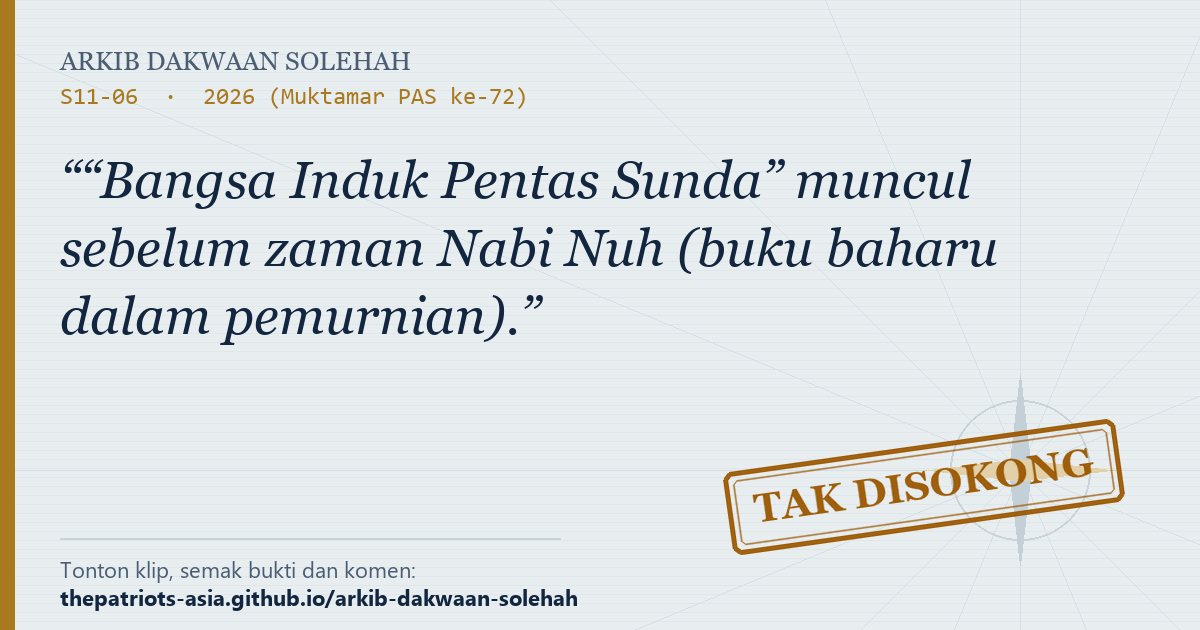 ARKIB DAKWAAN SOLEHAH
S11-06 · 2026 (Muktamar PAS ke-72)
““Bangsa Induk Pentas Sunda” muncul
sebelum zaman Nabi Nuh (buku baharu
dalam pemurnian).”
TAK DISOKONG
Tonton klip, semak bukti dan komen:
thepatriots-asia.github.io/arkib-dakwaan-solehah